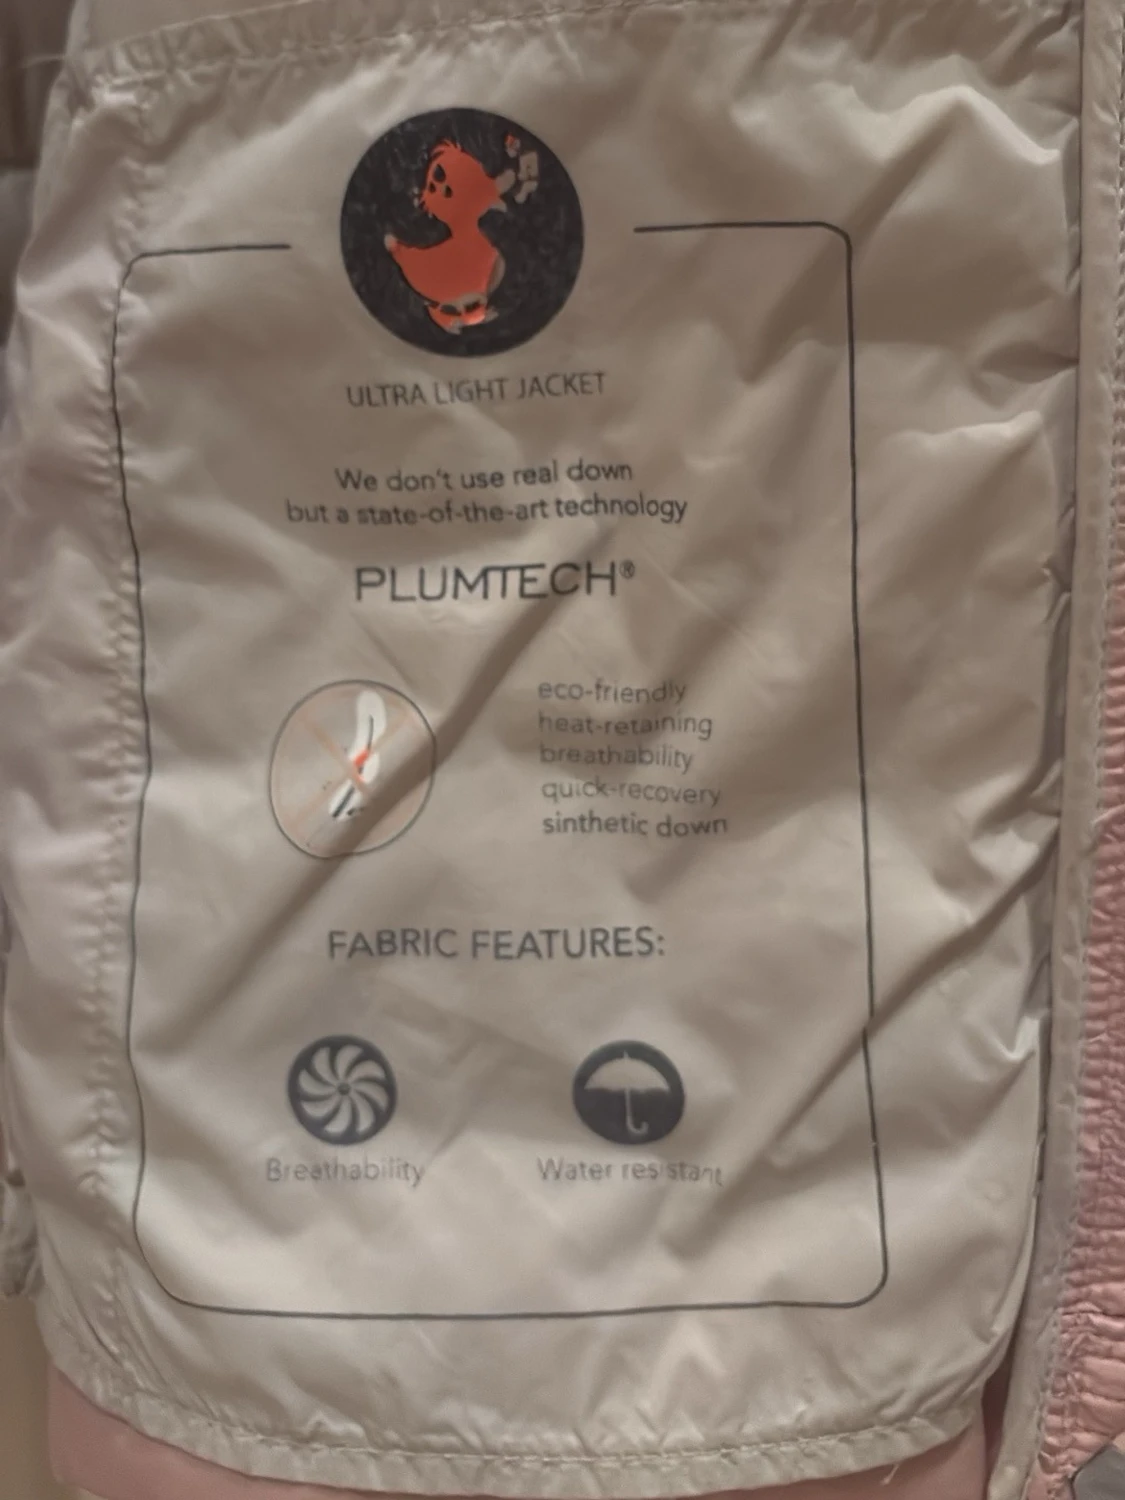 ULTRA LIGHT JACKET
We don't use real down
but a state-of-the-art technology
PLUMTECH®
eco-friendly
heat-retaining
breathability
quick-recovery
sinthetic down
FABRIC FEATURES:
Breathability
Water resistant